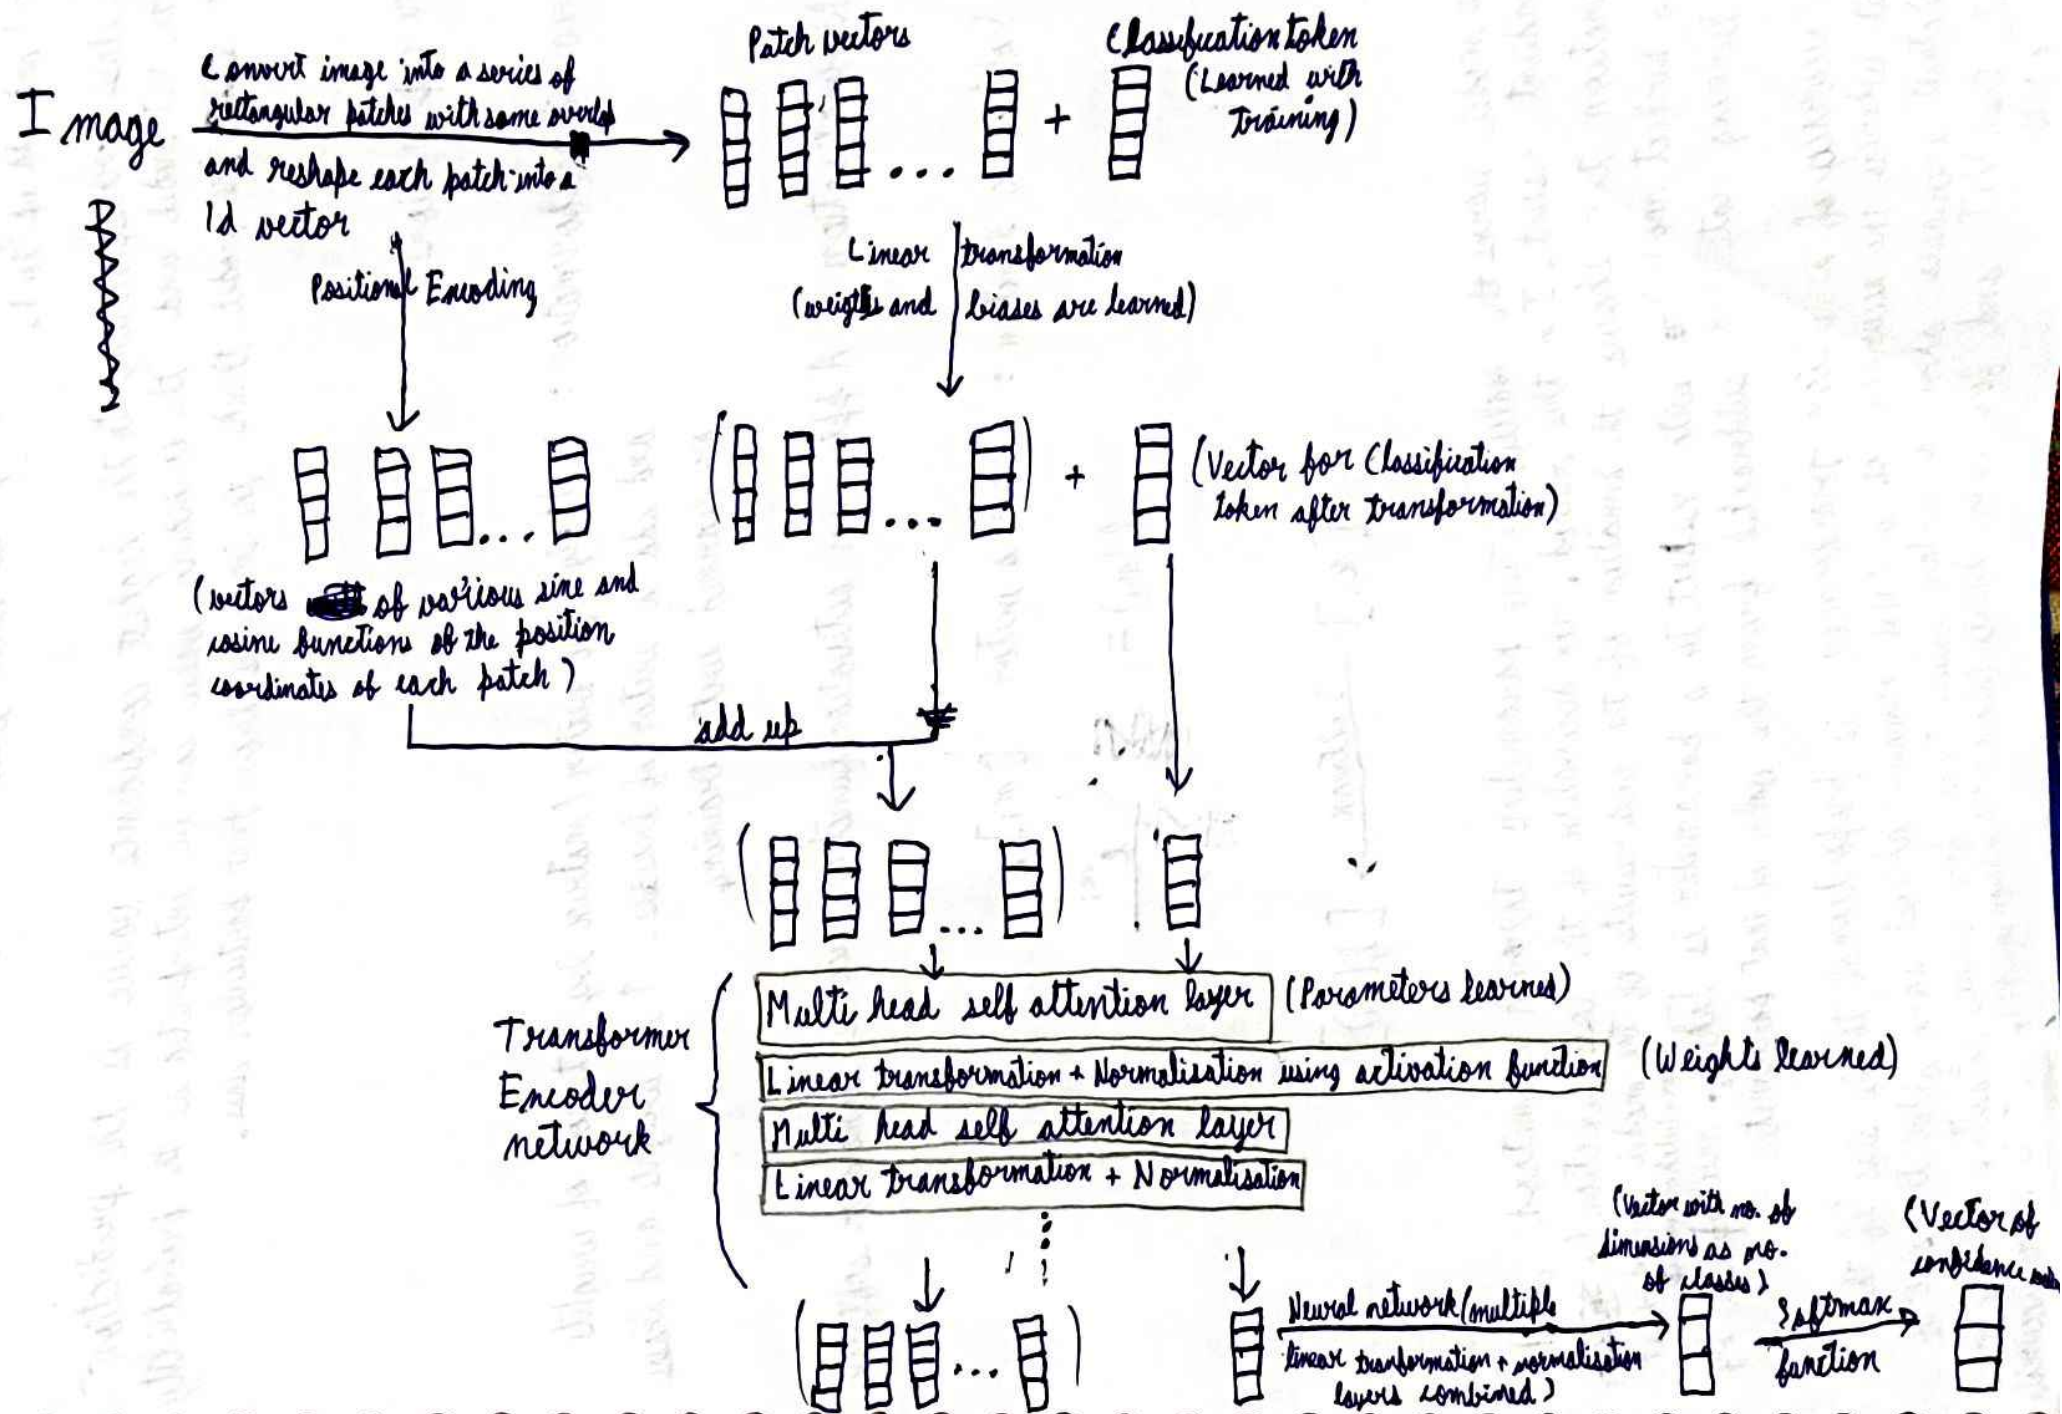 Image
Convert image into a series of
rectangular patches with some overlap
and reshape each patch into a
1d vector
Patch vectors
+
Classification token
(Learned with
training)
Positional Encoding
Linear transformation
(weigths and biases are learned)
+
(Vector for Classification
token after transformation)
(vectors of various sine and
cosine functions of the position
coordinates of each patch)
add up
Transformer
Encoder
network
Multi head self attention layer (Parameters learned)
Linear transformation + Normalisation using activation function (Weights learned)
Multi head self attention layer
Linear transformation + Normalisation
Neural network (multiple
linear tranformation + normalisation
layers combined)
(Vector with no. of
dimensions as no.
of classes)
Softmax
function
(Vector of
confidence